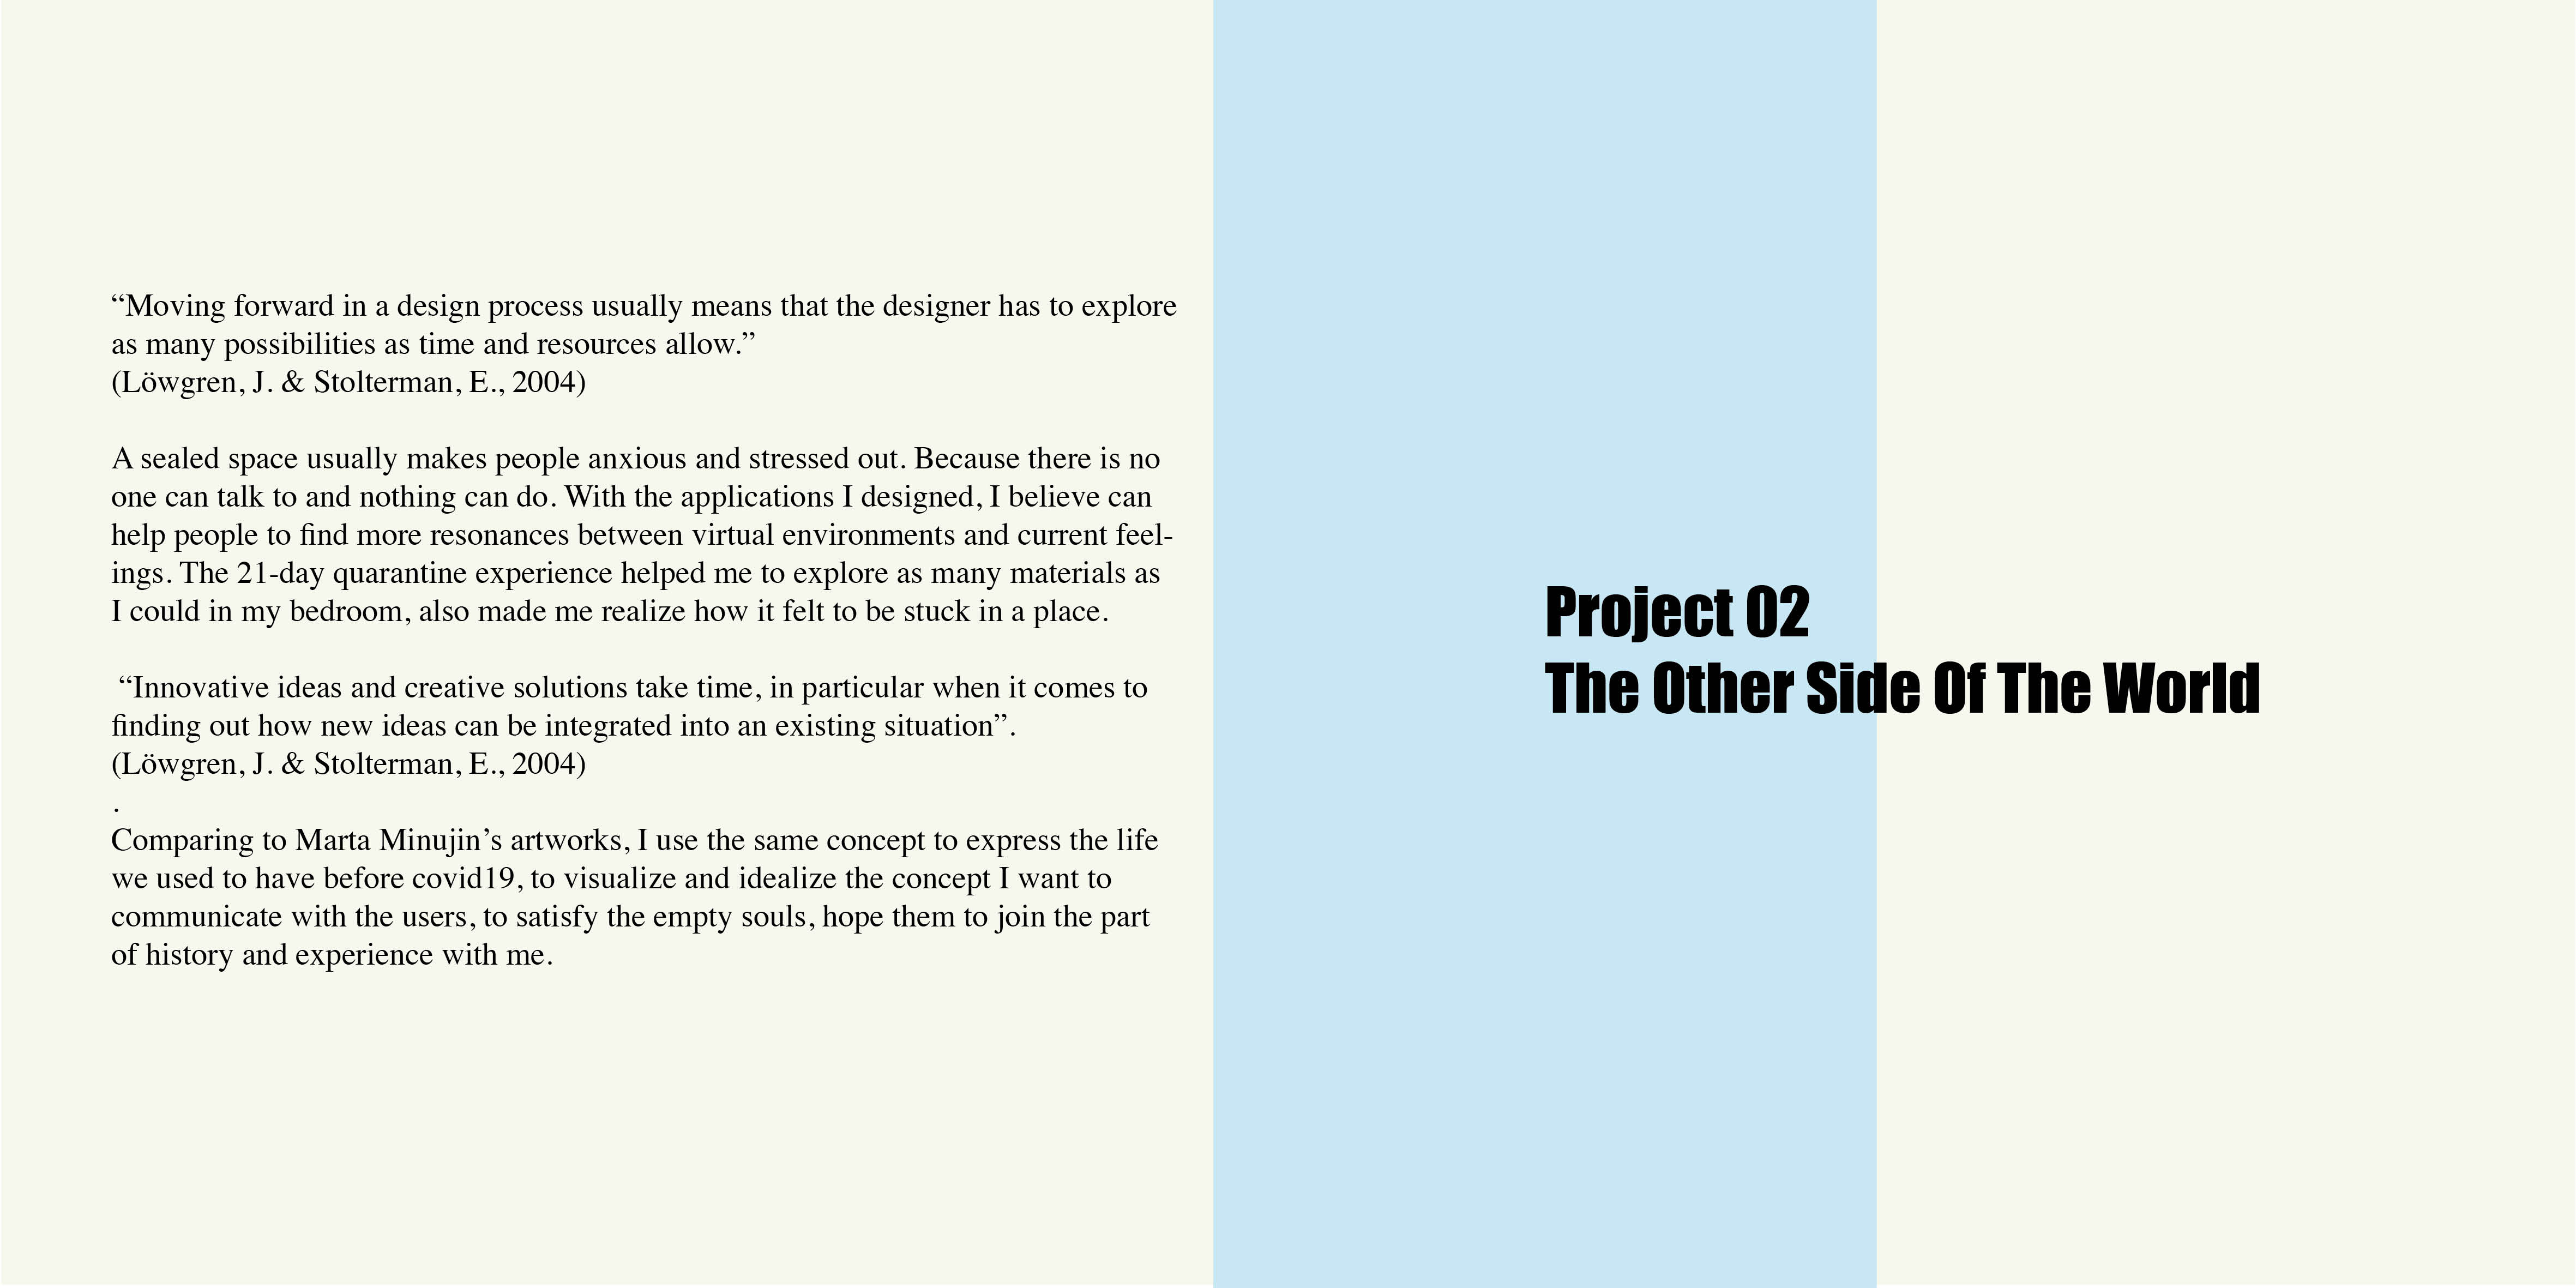 “Moving forward in a design process usually means that the designer has to explore
as many possibilities as time and resources allow.”
(Löwgren, J. & Stolterman, E., 2004)
A sealed space usually makes people anxious and stressed out. Because there is no
one can talk to and nothing can do. With the applications I designed, I believe can
help people to find more resonances between virtual environments and current feel-
ings. The 21-day quarantine experience helped me to explore as many materials as
I could in my bedroom, also made me realize how it felt to be stuck in a place.
“Innovative ideas and creative solutions take time, in particular when it comes to
finding out how new ideas can be integrated into an existing situation”.
(Löwgren, J. & Stolterman, E., 2004)
.
Comparing to Marta Minujin’s artworks, I use the same concept to express the life
we used to have before covid19, to visualize and idealize the concept I want to
communicate with the users, to satisfy the empty souls, hope them to join the part
of history and experience with me.
Project 02
The Other Side Of The World